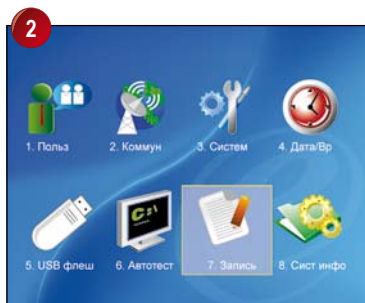 2
1. Польз
2. Коммун
3. Систем
4. Дата/Вр
C:\
5. USB флеш
6. Автотест
7. Запись
8. Сист инфо